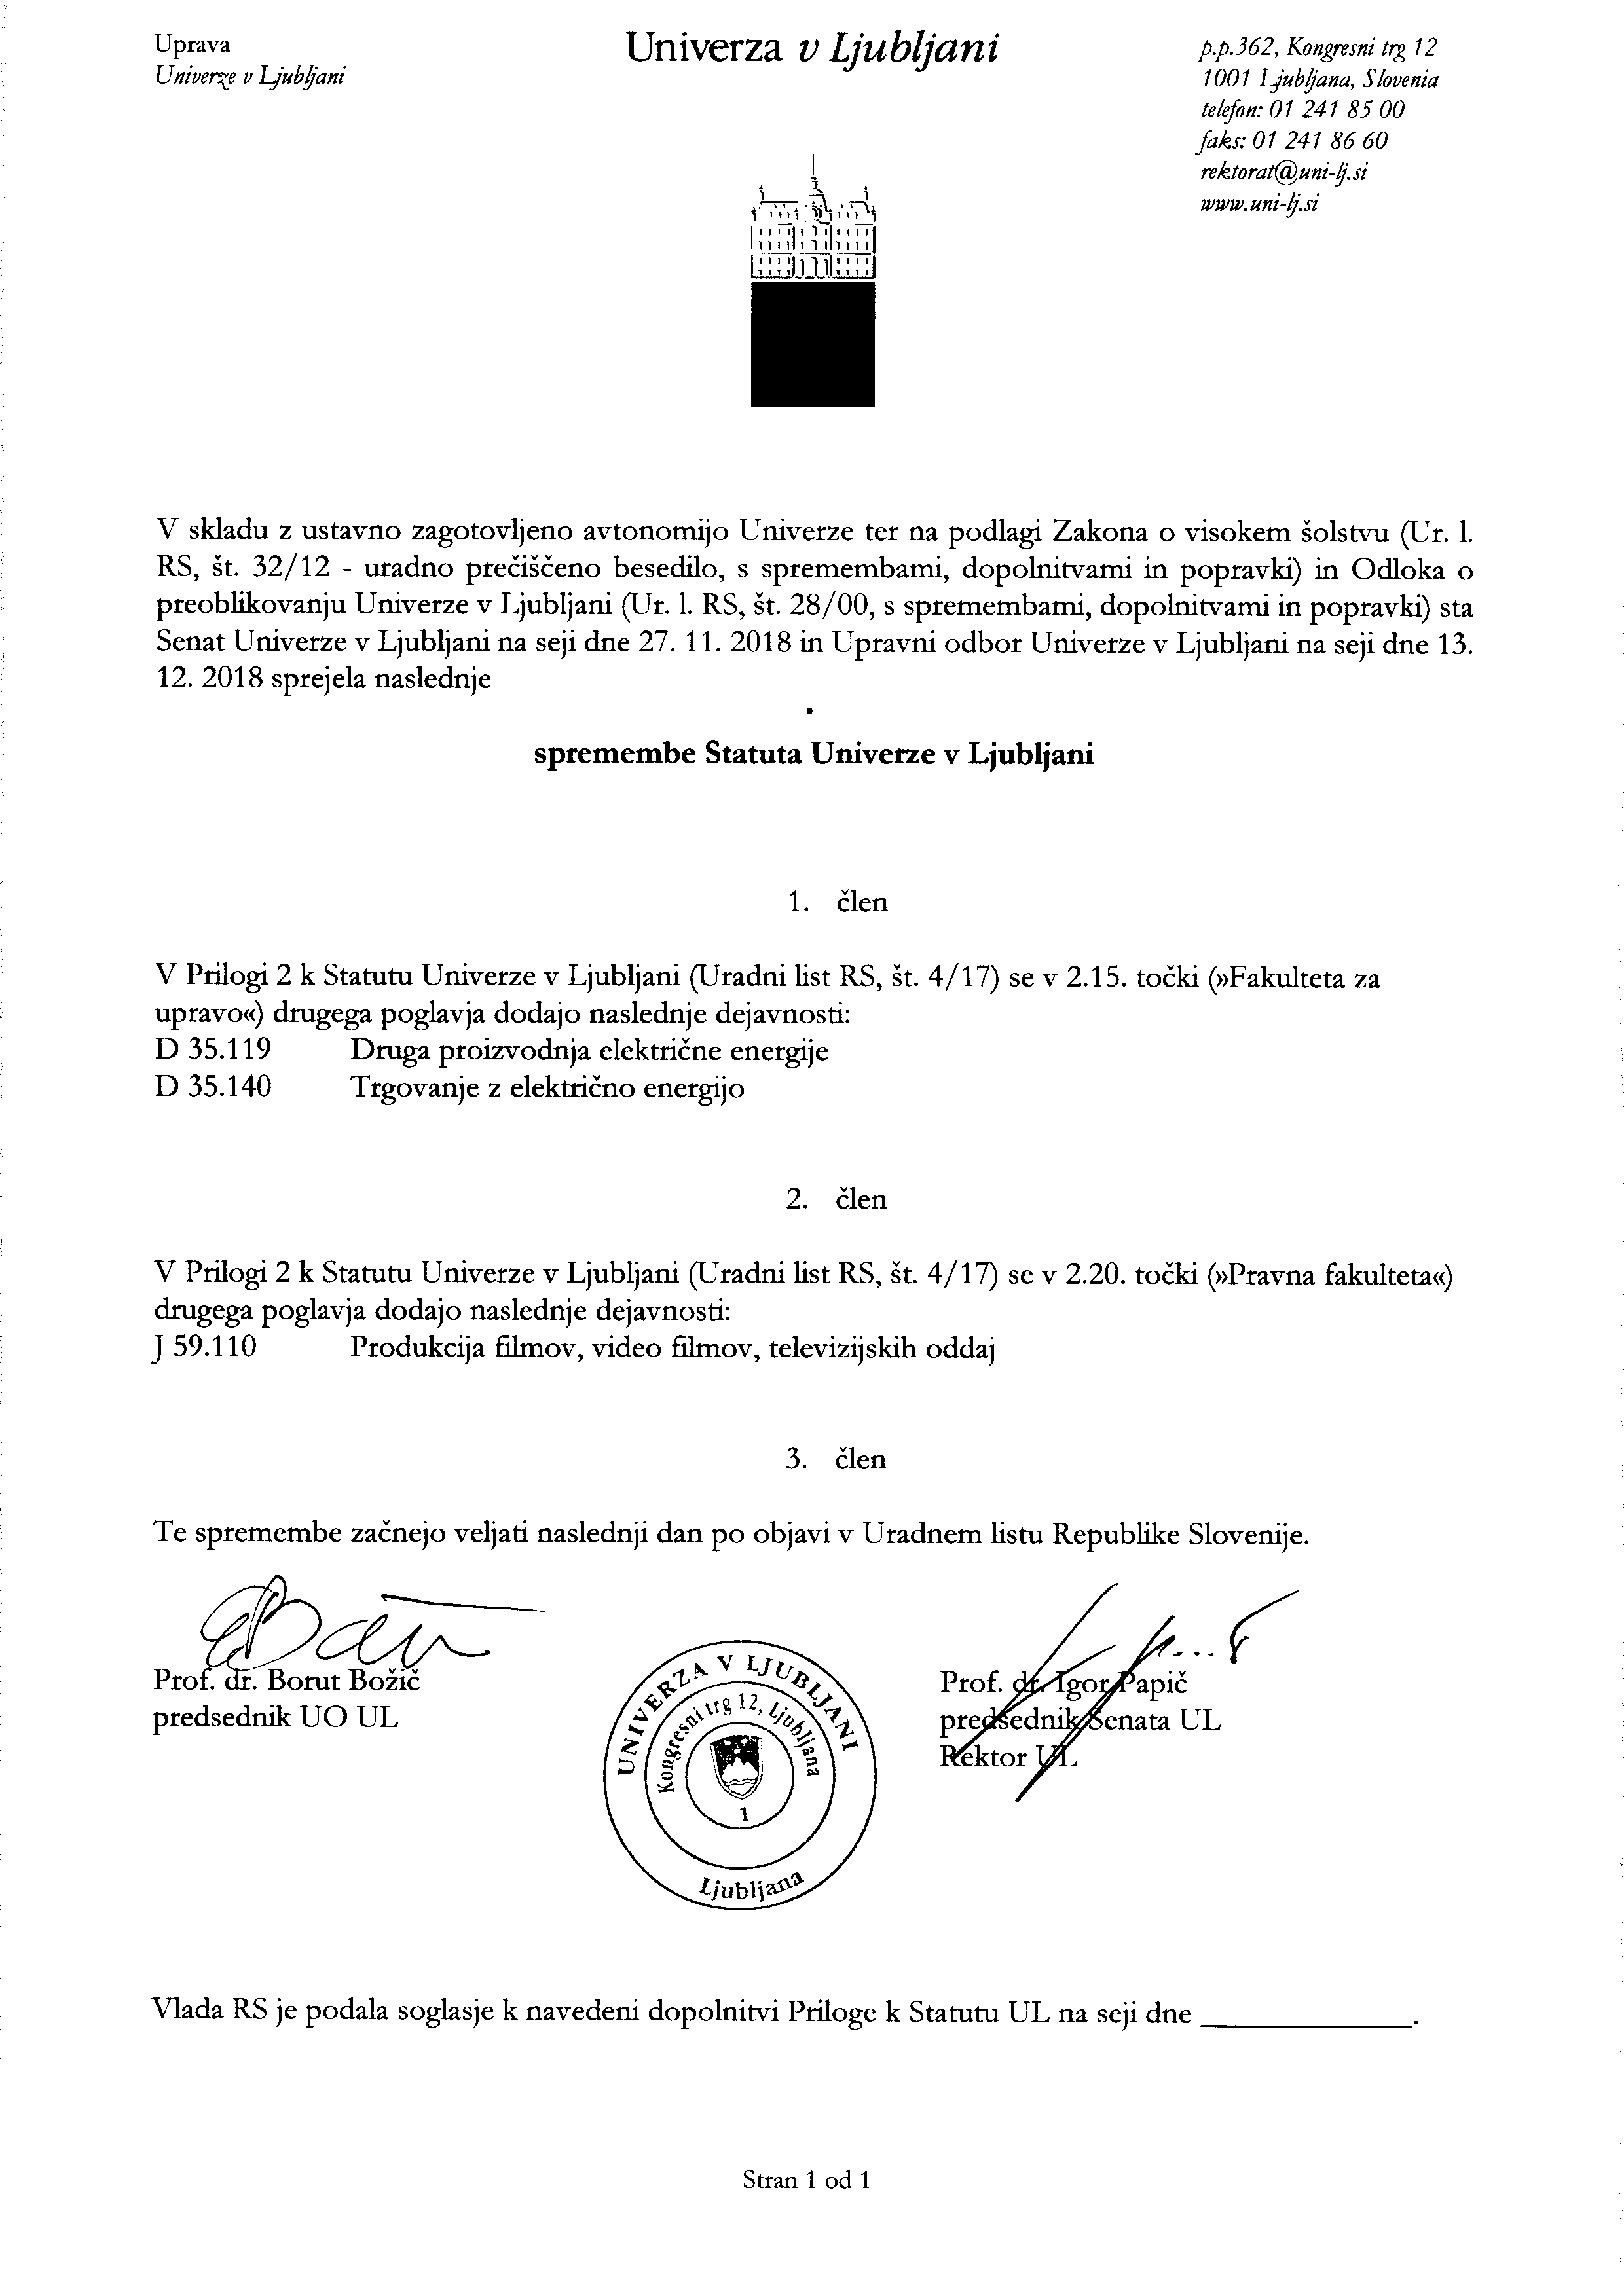 Uprava
Univerze v Ljubljani
Univerza v Ljubljani
p.p.362, Kongresni trg 12
1001 Ljubljana, Slovenia
telefon: 01 241 85 00
faks: 01 241 86 60
rektorat@uni-lj.si
www.uni-lj.si
V skladu z ustavno zagotovljeno avtonomijo Univerze ter na podlagi Zakona o visokem šolstvu (Ur. l.
RS, št. 32/12 - uradno prečiščeno besedilo, s spremembami, dopolnitvami in popravki) in Odloka o
preoblikovanju Univerze v Ljubljani (Ur. l. RS, št. 28/00, s spremembami, dopolnitvami in popravki) sta
Senat Univerze v Ljubljani na seji dne 27. 11. 2018 in Upravni odbor Univerze v Ljubljani na seji dne 13.
12. 2018 sprejela naslednje
spremembe Statuta Univerze v Ljubljani
1. člen
V Prilogi 2 k Statutu Univerze v Ljubljani (Uradni list RS, št. 4/17) se v 2.15. točki (»Fakulteta za
upravo«) drugega poglavja dodajo naslednje dejavnosti:
D 35.119 Druga proizvodnja električne energije
D 35.140 Trgovanje z električno energijo
2. člen
V Prilogi 2 k Statutu Univerze v Ljubljani (Uradni list RS, št. 4/17) se v 2.20. točki (»Pravna fakulteta«)
drugega poglavja dodajo naslednje dejavnosti:
J 59.110 Produkcija filmov, video filmov, televizijskih oddaj
3. člen
Te spremembe začnejo veljati naslednji dan po objavi v Uradnem listu Republike Slovenije.
Prof. dr. Borut Božič
predsednik UO UL
UNIVERZA V LJUBLJANI
Kongresni trg 12, Ljubljana
1
Ljubljana
Prof. dr. Igor Papič
predsednik Senata UL
Rektor UL
Vlada RS je podala soglasje k navedeni dopolnitvi Priloge k Statutu UL na seji dne ______________.
Stran 1 od 1